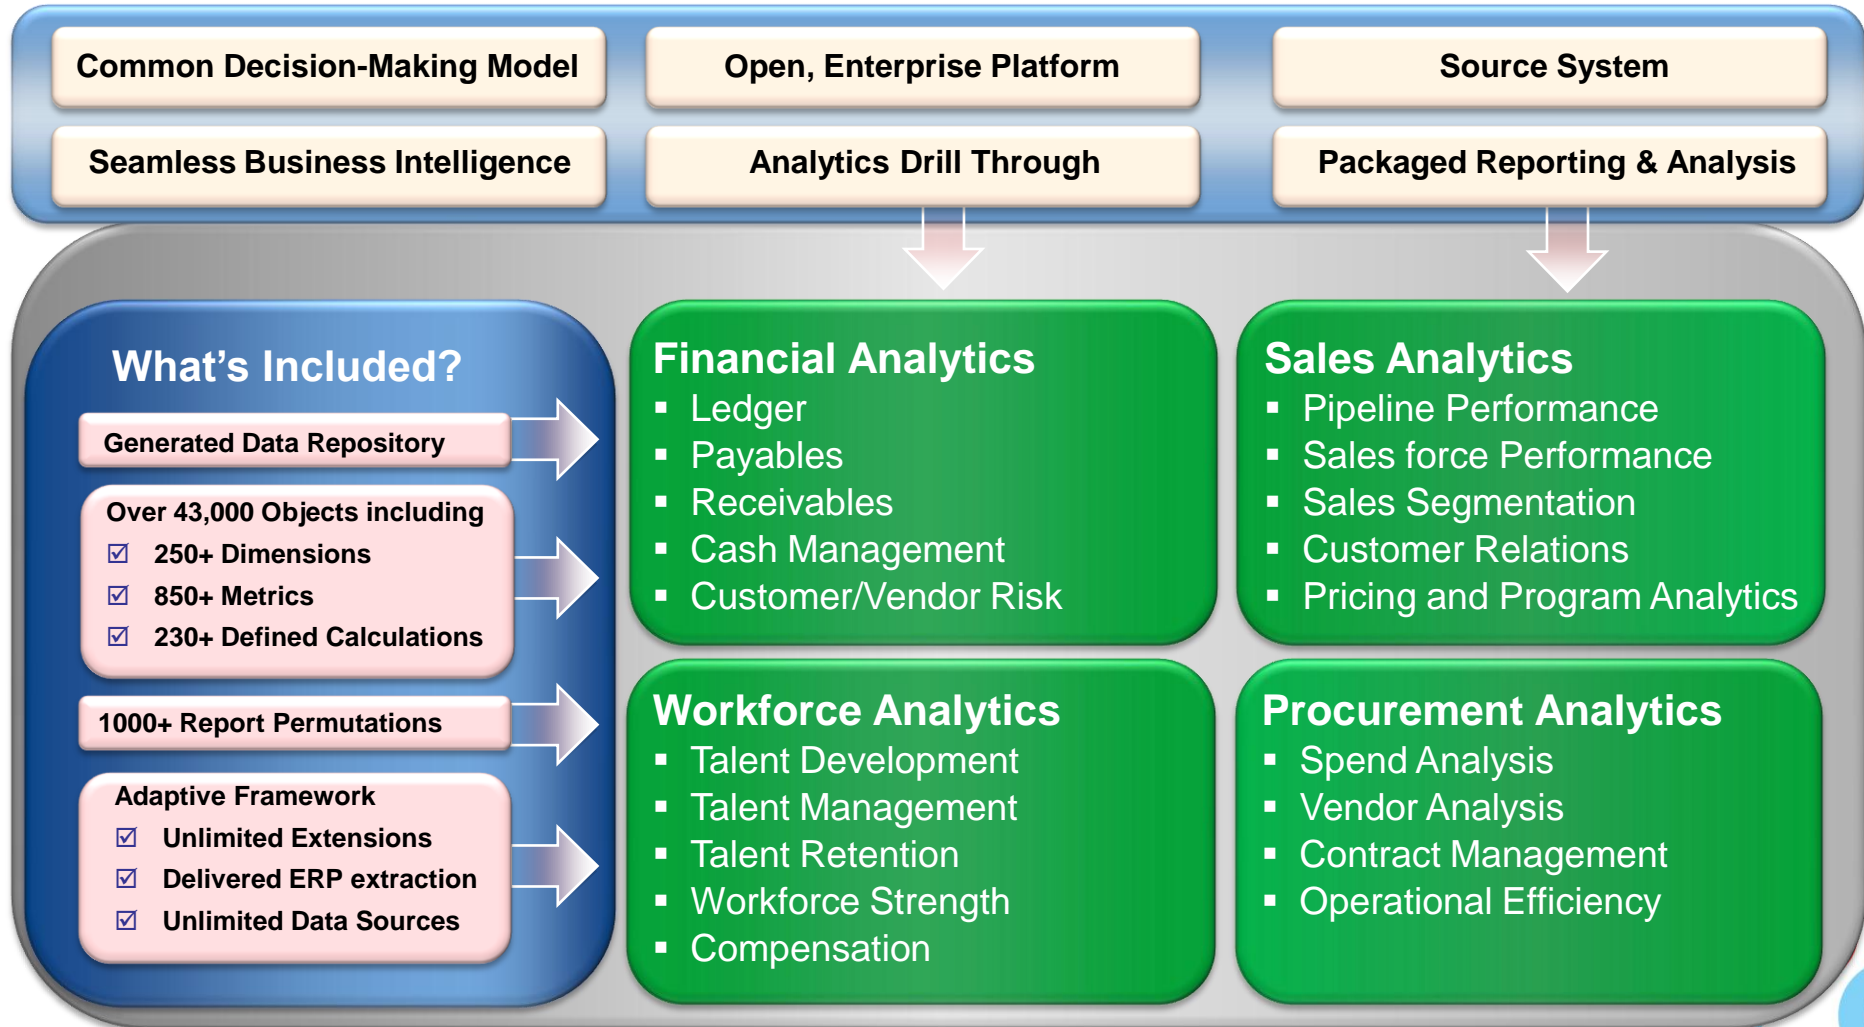 Common Decision-Making Model
Open, Enterprise Platform
Source System
Seamless Business Intelligence
Analytics Drill Through
Packaged Reporting & Analysis
What's Included?
Generated Data Repository
Over 43,000 Objects including
250+ Dimensions
850+ Metrics
230+ Defined Calculations
1000+ Report Permutations
Adaptive Framework
Unlimited Extensions
Delivered ERP extraction
Unlimited Data Sources
Financial Analytics
Ledger
Payables
Receivables
Cash Management
Customer/Vendor Risk
Sales Analytics
Pipeline Performance
Sales force Performance
Sales Segmentation
Customer Relations
Pricing and Program Analytics
Workforce Analytics
Talent Development
Talent Management
Talent Retention
Workforce Strength
Compensation
Procurement Analytics
Spend Analysis
Vendor Analysis
Contract Management
Operational Efficiency